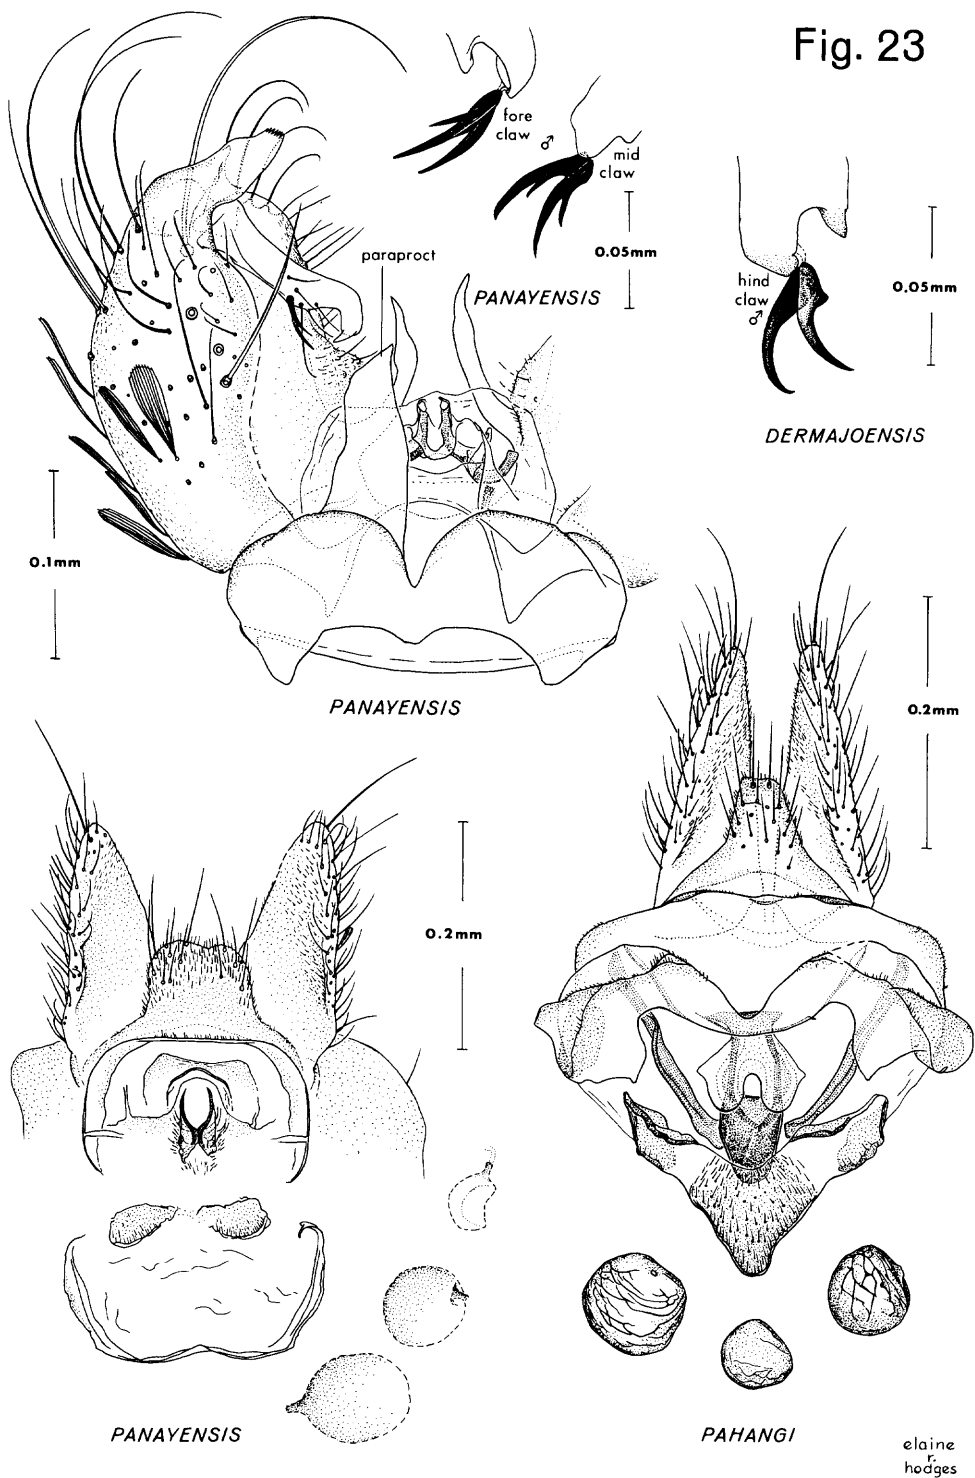 Fig. 23
fore
claw
♂
mid
claw
0.05mm
PANAYENSIS
paraproct
hind
claw
♂
0.05mm
DERMAJOENSIS
0.1mm
PANAYENSIS
0.2mm
0.2mm
PANAYENSIS
PAHANGI
elaine
r.
hodges